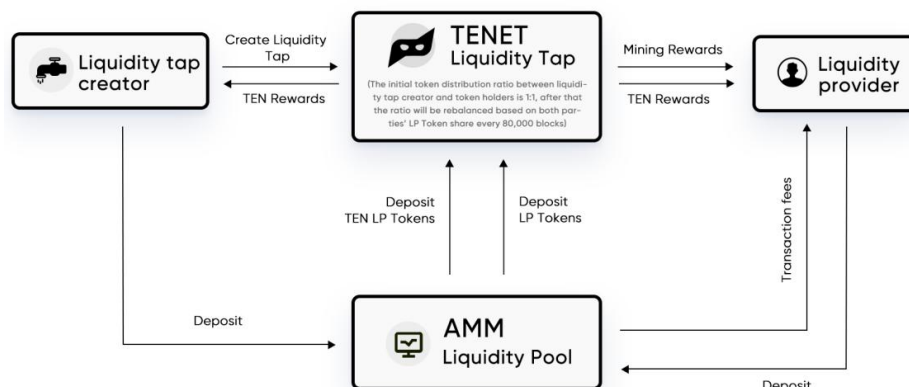 Liquidity tap
creator
Create Liquidity
Tap
TEN Rewards
TENET
Liquidity Tap
(The initial token distribution ratio between liquidi-
ty tap creator and token holders is 1:1, after that
the ratio will be rebalanced based on both par-
ties' LP Token share every 80,000 blocks)
Mining Rewards
TEN Rewards
Liquidity
provider
Deposit
TEN LP Tokens
Deposit
LP Tokens
Transaction fees
Deposit
AMM
Liquidity Pool
Deposit